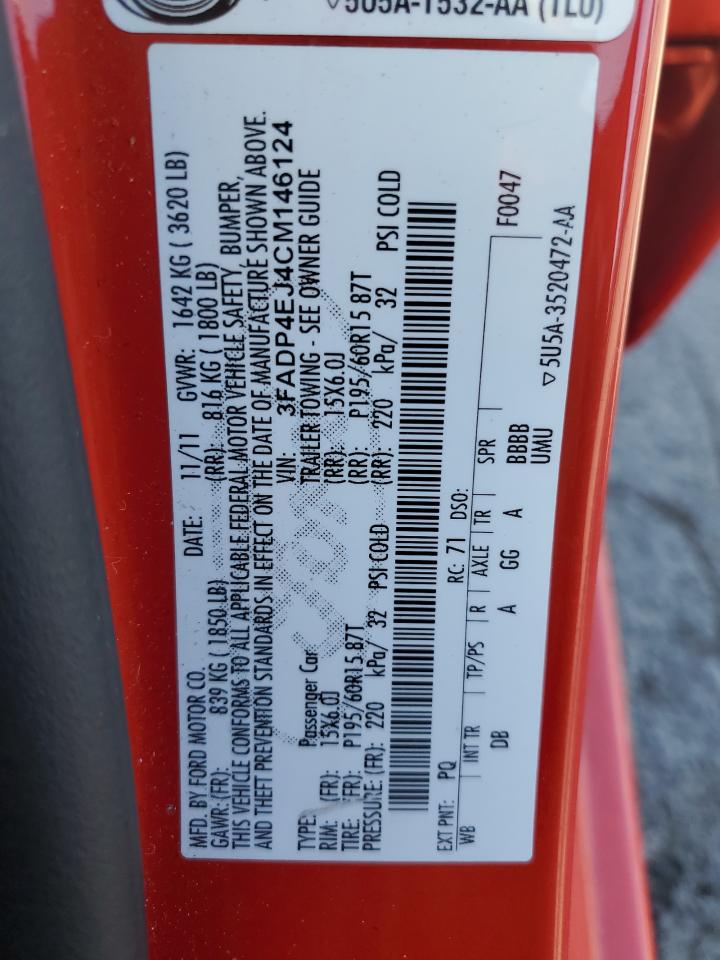 5U5A-1532-AA (TLU)
MFD. BY FORD MOTOR CO. DATE: 11/11 GVWR: 1642 KG ( 3620 LB)
GAWR: (FR): 839 KG ( 1850 LB) (RR): 816 KG ( 1800 LB)
THIS VEHICLE CONFORMS TO ALL APPLICABLE FEDERAL MOTOR VEHICLE SAFETY, BUMPER,
AND THEFT PREVENTION STANDARDS IN EFFECT ON THE DATE OF MANUFACTURE SHOWN ABOVE.
VIN: 3FADP4EJ4CM146124
TYPE: Passenger Car TRAILER TOWING - SEE OWNER GUIDE
RIM: (FR): 15X6.0J (RR): 15X6.0J
TIRE: (FR): P195/60R15 87T (RR): P195/60R15 87T
PRESSURE: (FR): 220 kPa/ 32 PSI COLD (RR): 220 kPa/ 32 PSI COLD
EXT PNT: PQ RC: 71 DSO:
WB INT TR TP/PS R AXLE TR SPR F0047
DB A GG A BBBB
UMU
▽5U5A-3520472-AA